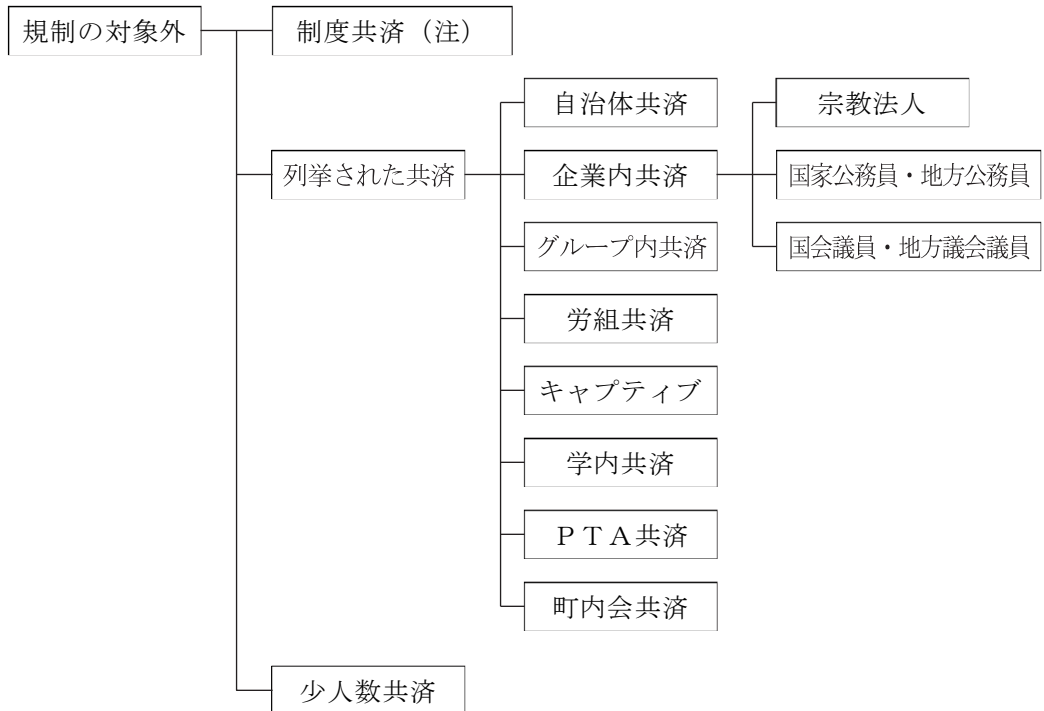 規制の対象外
制度共済（注）
列挙された共済
自治体共済
企業内共済
宗教法人
国家公務員・地方公務員
国会議員・地方議会議員
グループ内共済
労組共済
キャプティブ
学内共済
ＰＴＡ共済
町内会共済
少人数共済